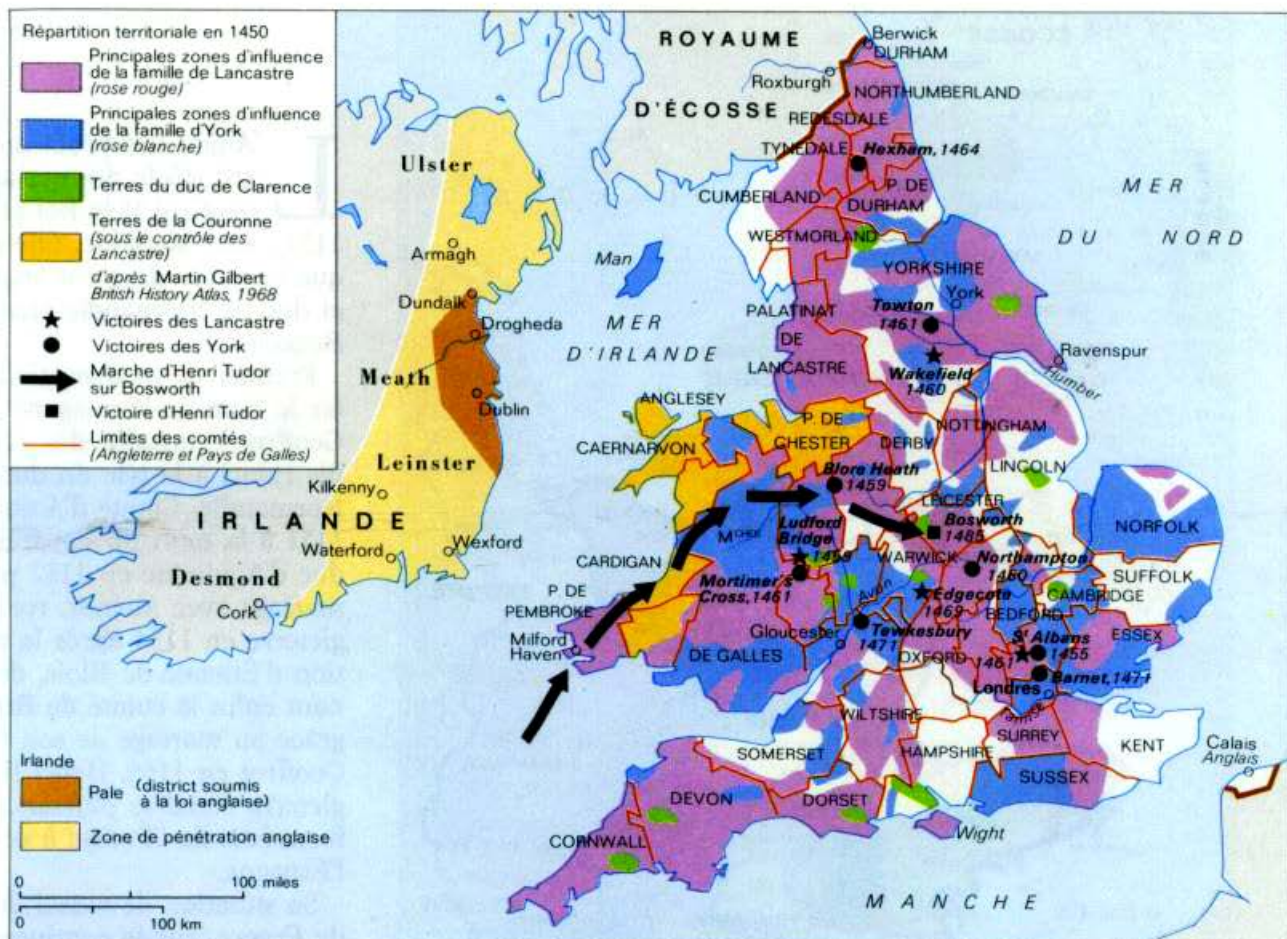 Répartition territoriale en 1450
Principales zones d'influence
de la famille de Lancastre
(rose rouge)
Principales zones d'influence
de la famille d'York
(rose blanche)
Terres du duc de Clarence
Terres de la Couronne
(sous le contrôle des
Lancastre)
d'après Martin Gilbert
British History Atlas, 1968
Victoires des Lancastre
Victoires des York
Marche d'Henri Tudor
sur Bosworth
Victoire d'Henri Tudor
Limites des comtés
(Angleterre et Pays de Galles)
Irlande
Pale (district soumis
à la loi anglaise)
Zone de pénétration anglaise
0 100 miles
0 100 km
ROYAUME
D'ÉCOSSE
Berwick
DURHAM
Roxburgh
NORTHUMBERLAND
REDESDALE
TYNEDALE
Hexham, 1464
CUMBERLAND
P. DE
DURHAM
WESTMORLAND
MER
DU NORD
YORKSHIRE
York
Towton
1461
PALATINAT
DE
LANCASTRE
Wakefield
1460
Ravenspur
Humber
Man
MER
D'IRLANDE
Ulster
Armagh
Dundalk
Drogheda
Meath
Dublin
Leinster
Kilkenny
IRLANDE
Waterford
Wexford
Desmond
Cork
ANGLESEY
CAERNARVON
P. DE
CHESTER
DERBY
NOTTINGHAM
LINCOLN
Blore Heath
1459
LEICESTER
Bosworth
1485
NORFOLK
MCHES
Ludford
Bridge
1459
CARDIGAN
Mortimer's
Cross, 1461
WARWICK
Northampton
1460
SUFFOLK
CAMBRIDGE
Avon
Edgecote
1469
BEDFORD
P. DE
PEMBROKE
Milford
Haven
DE GALLES
Gloucester
Tewkesbury
1471
OXFORD
St Albans
1461
1455
ESSEX
Barnet, 1471
Londres
WILTSHIRE
SURREY
KENT
SOMERSET
HAMPSHIRE
SUSSEX
Calais
Anglais
DEVON
DORSET
Wight
CORNWALL
MANCHE